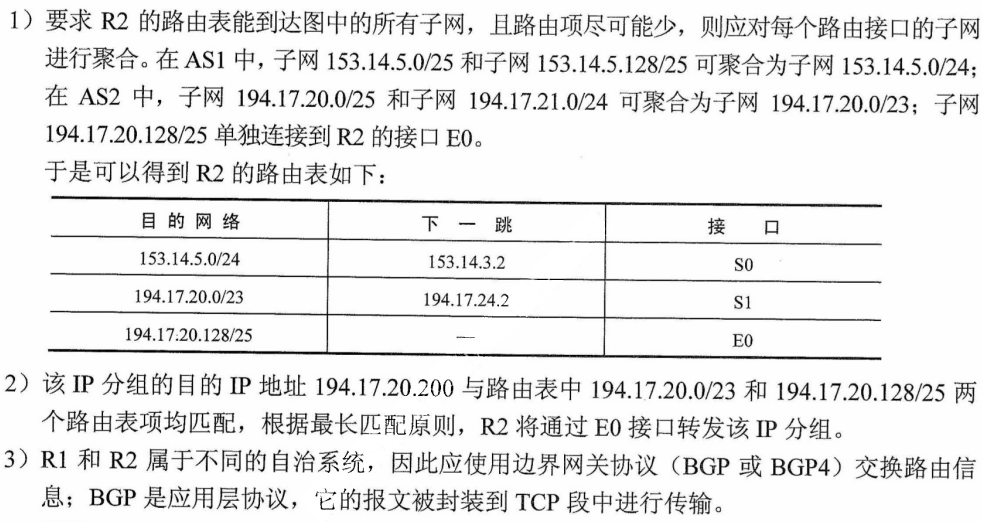 1）要求 R2 的路由表能到达图中的所有子网，且路由项尽可能少，则应对每个路由接口的子网
进行聚合。在 AS1 中，子网 153.14.5.0/25 和子网 153.14.5.128/25 可聚合为子网 153.14.5.0/24；
在 AS2 中，子网 194.17.20.0/25 和子网 194.17.21.0/24 可聚合为子网 194.17.20.0/23；子网
194.17.20.128/25 单独连接到 R2 的接口 E0。
于是可以得到 R2 的路由表如下：
目的网络 下一跳 接口
153.14.5.0/24 153.14.3.2 S0
194.17.20.0/23 194.17.24.2 S1
194.17.20.128/25 — E0
2）该 IP 分组的目的 IP 地址 194.17.20.200 与路由表中 194.17.20.0/23 和 194.17.20.128/25 两
个路由表项均匹配，根据最长匹配原则，R2 将通过 E0 接口转发该 IP 分组。
3）R1 和 R2 属于不同的自治系统，因此应使用边界网关协议（BGP 或 BGP4）交换路由信
息；BGP 是应用层协议，它的报文被封装到 TCP 段中进行传输。